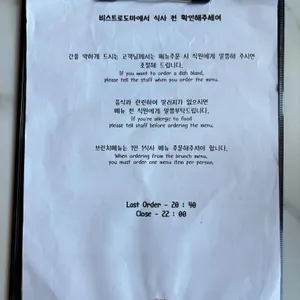 비스트로도마에서 식사 전 확인해주세여
간을 약하게 드시는 고객님께서는 메뉴주문 시 직원에게 말씀해 주시면
조절해 드립니다.
If you want to order a dish bland,
please tell the staff when you order the menu.
음식과 관련하여 알러지가 있으시면
메뉴 전 직원에게 말씀부탁드립니다.
If you're allergic to food
please tell staff before ordering the menu.
브런치메뉴는 1인 1식사 메뉴 주문해주셔야 합니다.
When ordering from the brunch menu,
you must order one menu item per person.
Last Order - 20 : 40
Close - 22 : 00